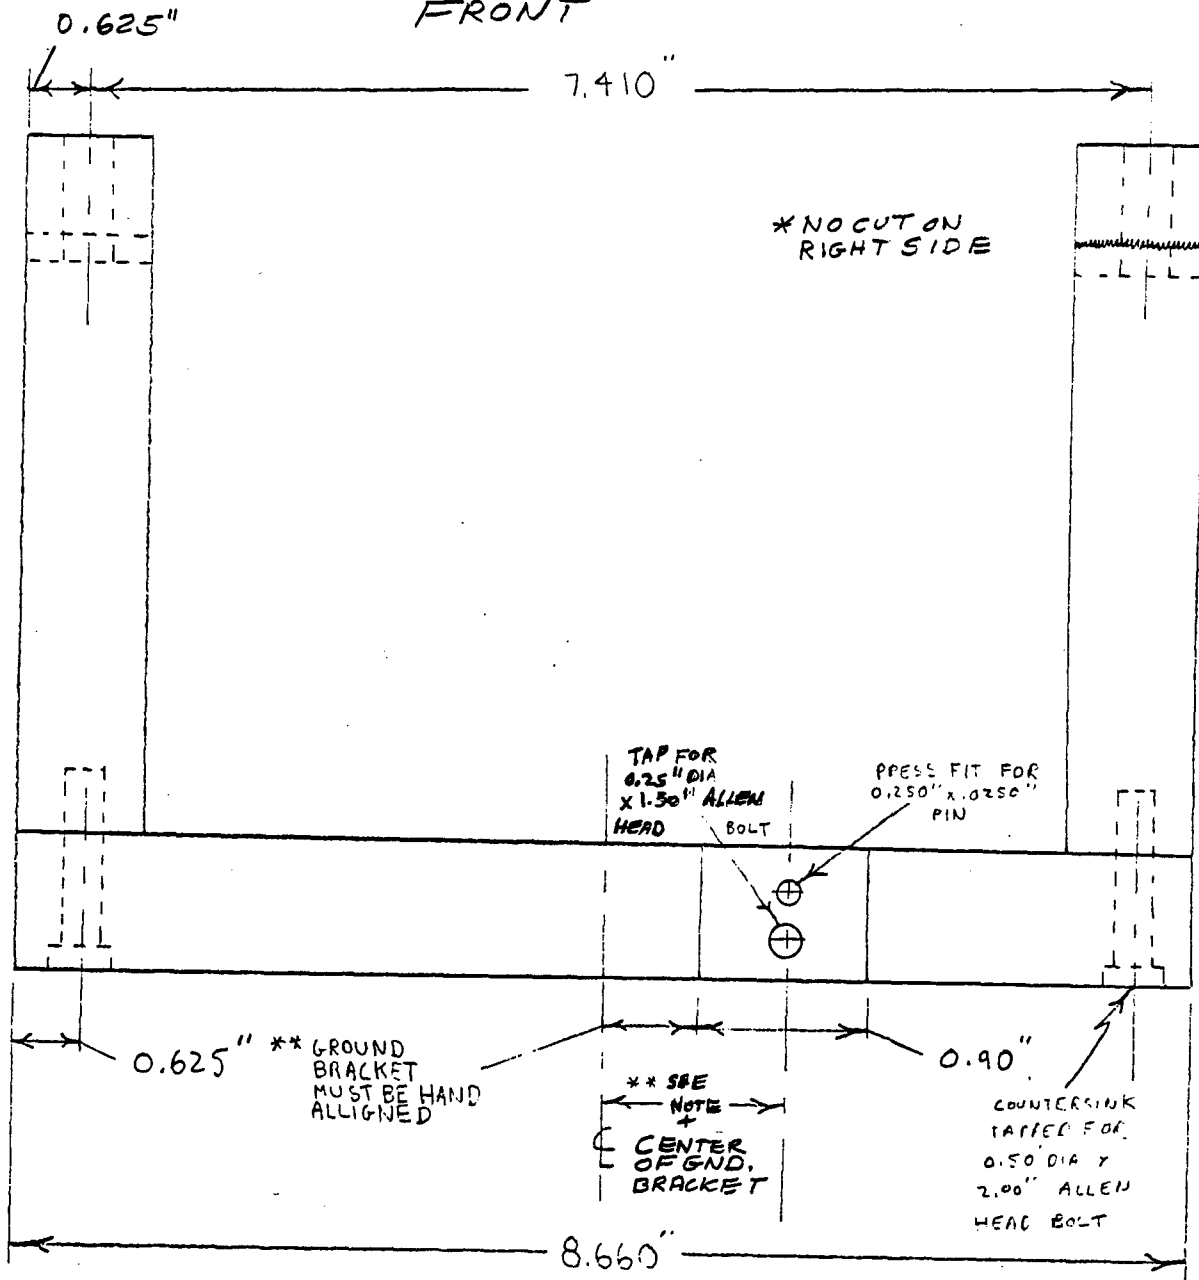 FRONT
0.625"
7.410"
*NO CUT ON
RIGHT SIDE
TAP FOR
0.25" DIA
x 1.50" ALLEN
HEAD BOLT
PRESS FIT FOR
0.250" x .0250"
PIN
0.625"
** GROUND
BRACKET
MUST BE HAND
ALLIGNED
0.90"
** SEE
NOTE
+
℄ CENTER
OF GND.
BRACKET
COUNTERSINK
TAPPED FOR
0.50 DIA x
2.00" ALLEN
HEAD BOLT
8.660"